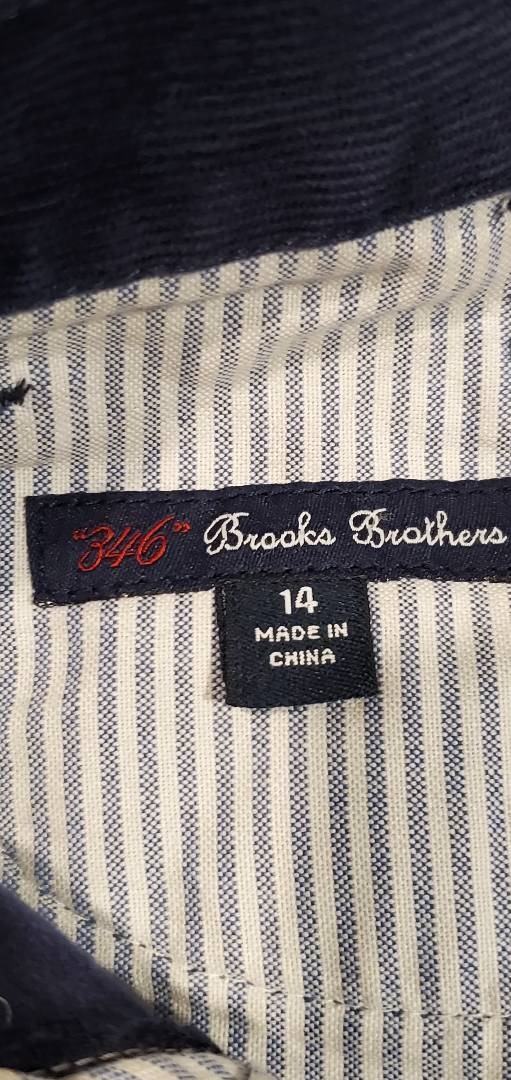 "346" Brooks Brothers
14
MADE IN
CHINA